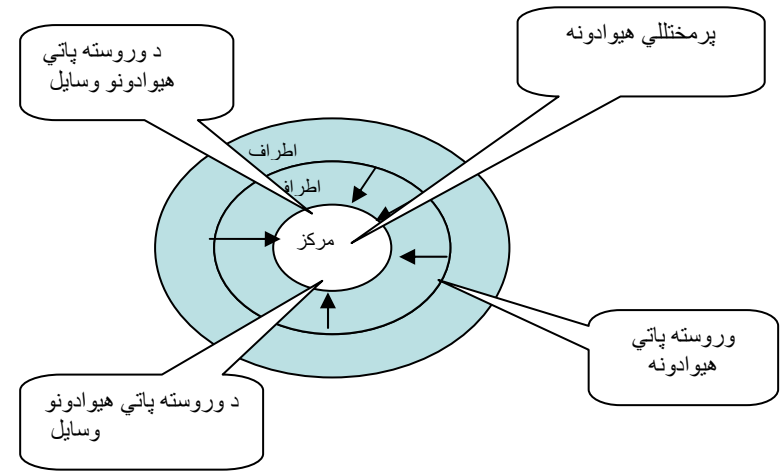 پرمختللي هيوادونه
د وروسته پاتي
هيوادونو وسايل
اطراف
اطراف
مرکز
وروسته پاتي
هيوادونه
د وروسته پاتي هيوادونو
وسايل